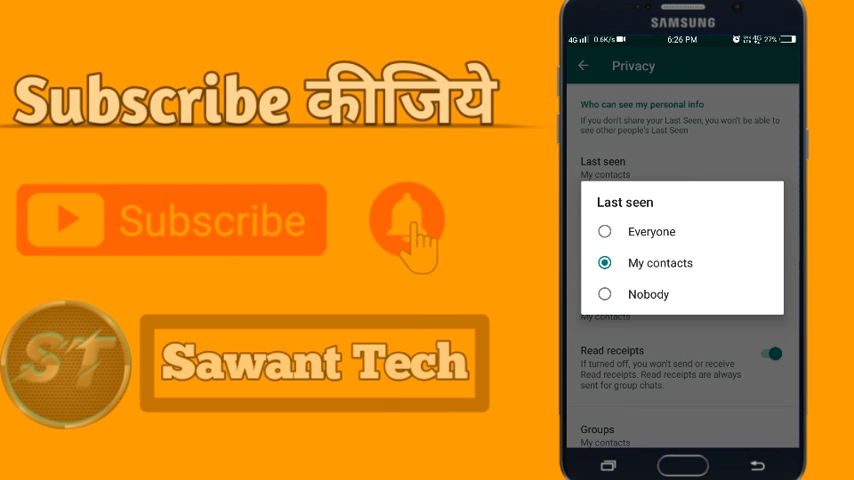 Subscribe कीजिये
Subscribe
ST
Sawant Tech
SAMSUNG
6:26 PM
27%
Privacy
Who can see my personal info
If you don't share your Last Seen, you won't be able to
see other people's Last Seen
Last seen
My contacts
Last seen
Everyone
My contacts
Nobody
My contacts
Read receipts
If turned off, you won't send or receive
Read receipts. Read receipts are always
sent for group chats.
Groups
My contacts